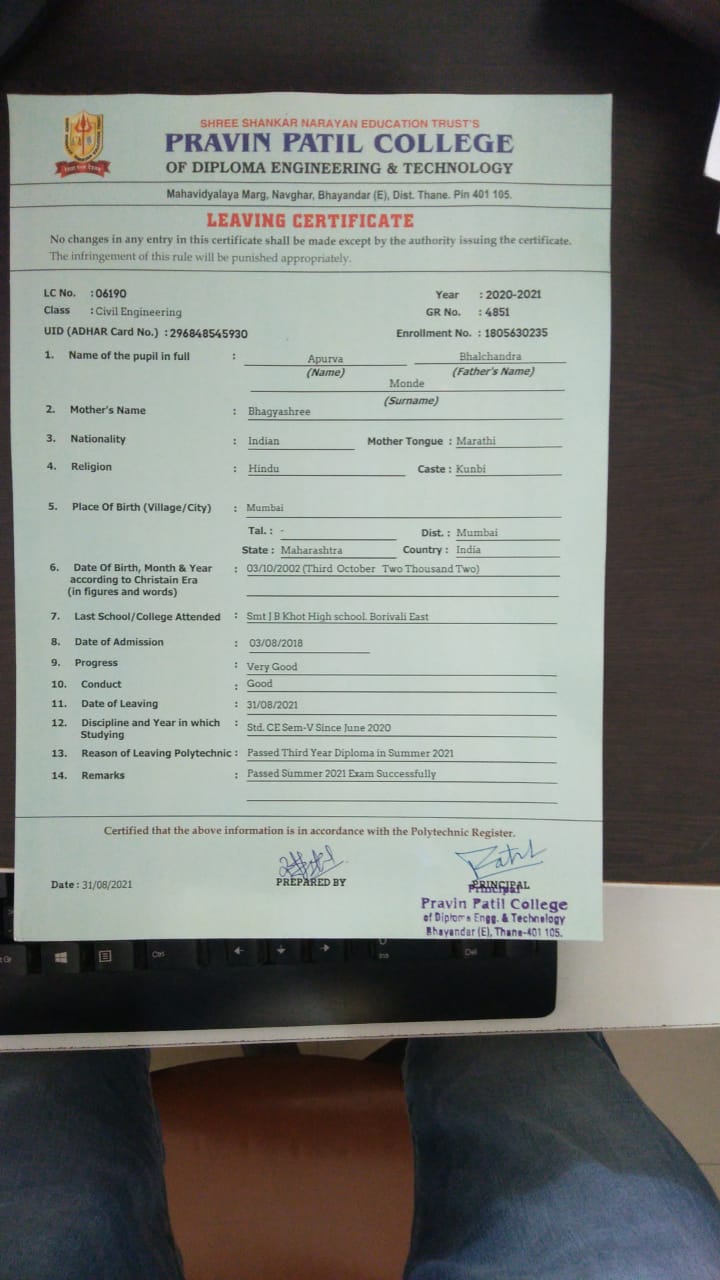 SHREE SHANKAR NARAYAN EDUCATION TRUST'S
PRAVIN PATIL COLLEGE
OF DIPLOMA ENGINEERING & TECHNOLOGY
Mahavidyalaya Marg, Navghar, Bhayandar (E), Dist. Thane. Pin 401 105.
LEAVING CERTIFICATE
No changes in any entry in this certificate shall be made except by the authority issuing the certificate.
The infringement of this rule will be punished appropriately.
LC No. : 06190 Year : 2020-2021
Class : Civil Engineering GR No. : 4851
UID (ADHAR Card No.) : 296848545930 Enrollment No. : 1805630235
1. Name of the pupil in full : Apurva Bhalchandra
(Name) (Father's Name)
Monde
(Surname)
2. Mother's Name : Bhagyashree
3. Nationality : Indian Mother Tongue : Marathi
4. Religion : Hindu Caste : Kunbi
5. Place Of Birth (Village/City) : Mumbai
Tal. : - Dist. : Mumbai
State : Maharashtra Country : India
6. Date Of Birth, Month & Year : 03/10/2002 (Third October Two Thousand Two)
according to Christain Era
(in figures and words)
7. Last School/College Attended : Smt J B Khot High school. Borivali East
8. Date of Admission : 03/08/2018
9. Progress : Very Good
10. Conduct : Good
11. Date of Leaving : 31/08/2021
12. Discipline and Year in which : Std. CE Sem-V Since June 2020
Studying
13. Reason of Leaving Polytechnic : Passed Third Year Diploma in Summer 2021
14. Remarks : Passed Summer 2021 Exam Successfully
Certified that the above information is in accordance with the Polytechnic Register.
Patil
Date : 31/08/2021 PREPARED BY PRINCIPAL
Principal
Pravin Patil College
of Diploma Engg. & Technology
Bhayandar (E), Thane-401 105.
Ctrl
Ins
Del